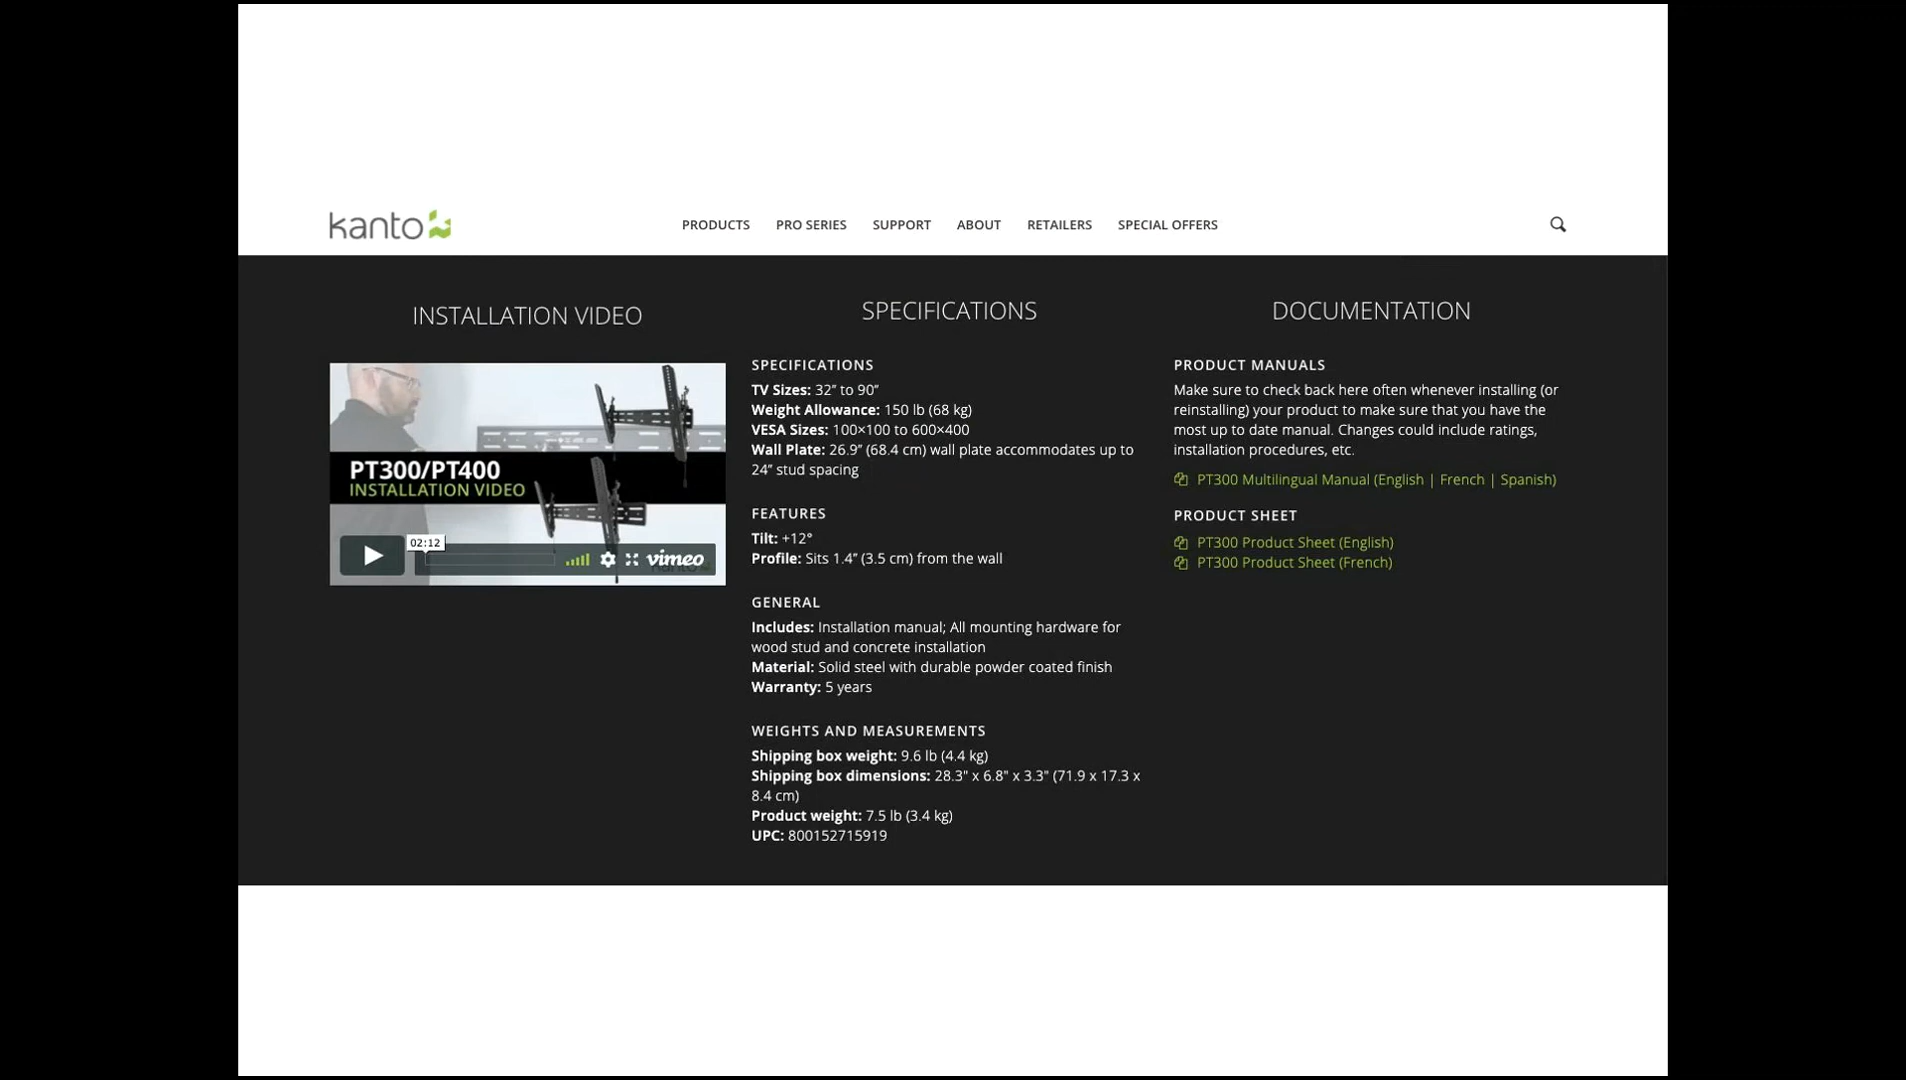 kanto
PRODUCTS PRO SERIES SUPPORT ABOUT RETAILERS SPECIAL OFFERS
INSTALLATION VIDEO
PT300/PT400
INSTALLATION VIDEO
02:12
vimeo
SPECIFICATIONS
SPECIFICATIONS
TV Sizes: 32” to 90”
Weight Allowance: 150 lb (68 kg)
VESA Sizes: 100×100 to 600×400
Wall Plate: 26.9” (68.4 cm) wall plate accommodates up to
24” stud spacing
FEATURES
Tilt: +12°
Profile: Sits 1.4” (3.5 cm) from the wall
GENERAL
Includes: Installation manual; All mounting hardware for
wood stud and concrete installation
Material: Solid steel with durable powder coated finish
Warranty: 5 years
WEIGHTS AND MEASUREMENTS
Shipping box weight: 9.6 lb (4.4 kg)
Shipping box dimensions: 28.3" x 6.8" x 3.3" (71.9 x 17.3 x
8.4 cm)
Product weight: 7.5 lb (3.4 kg)
UPC: 800152715919
DOCUMENTATION
PRODUCT MANUALS
Make sure to check back here often whenever installing (or
reinstalling) your product to make sure that you have the
most up to date manual. Changes could include ratings,
installation procedures, etc.
PT300 Multilingual Manual (English | French | Spanish)
PRODUCT SHEET
PT300 Product Sheet (English)
PT300 Product Sheet (French)